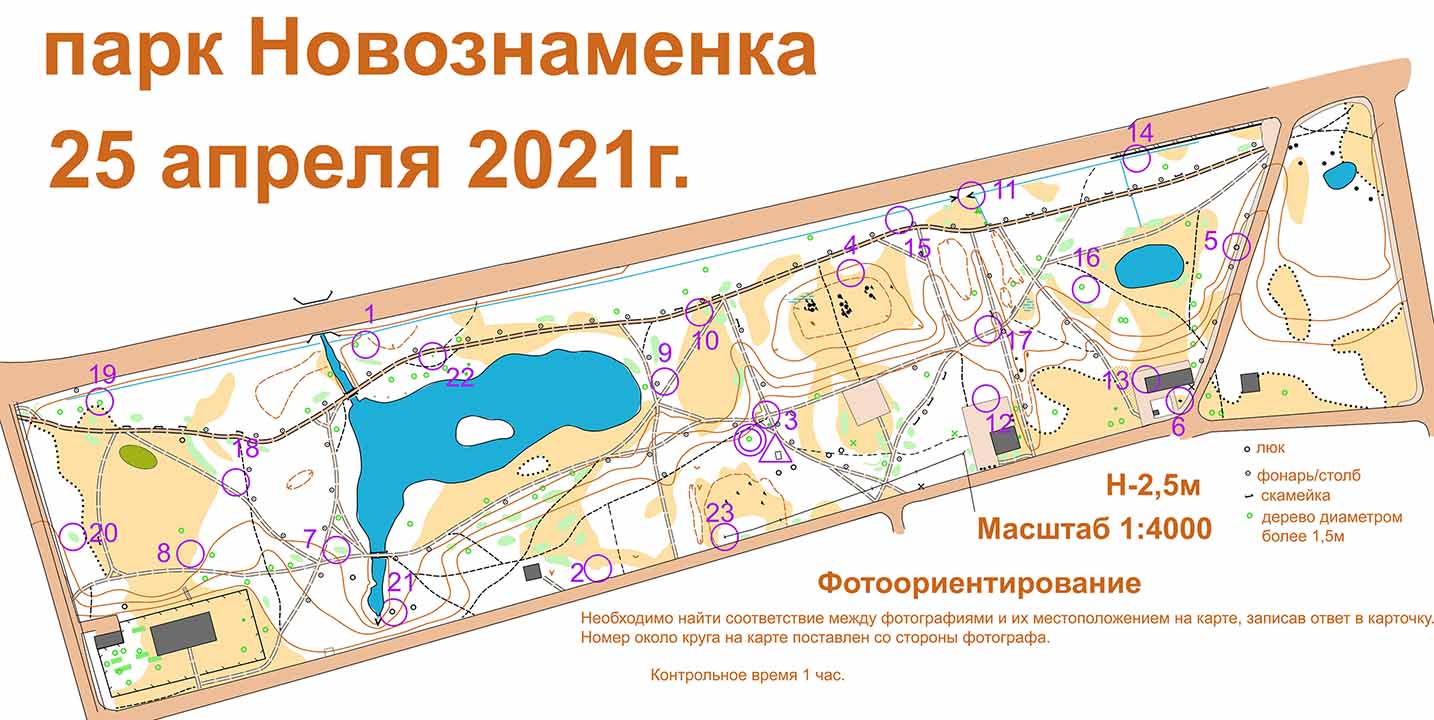 парк Новознаменка
25 апреля 2021г.
14
11
5
15
4
16
1
10
17
9
22
19
13
3
12
6
18
люк
фонарь/столб
скамейка
дерево диаметром
более 1,5м
Н-2,5м
Масштаб 1:4000
23
20
7
8
2
21
Фотоориентирование
Необходимо найти соответствие между фотографиями и их местоположением на карте, записав ответ в карточку.
Номер около круга на карте поставлен со стороны фотографа.
Контрольное время 1 час.